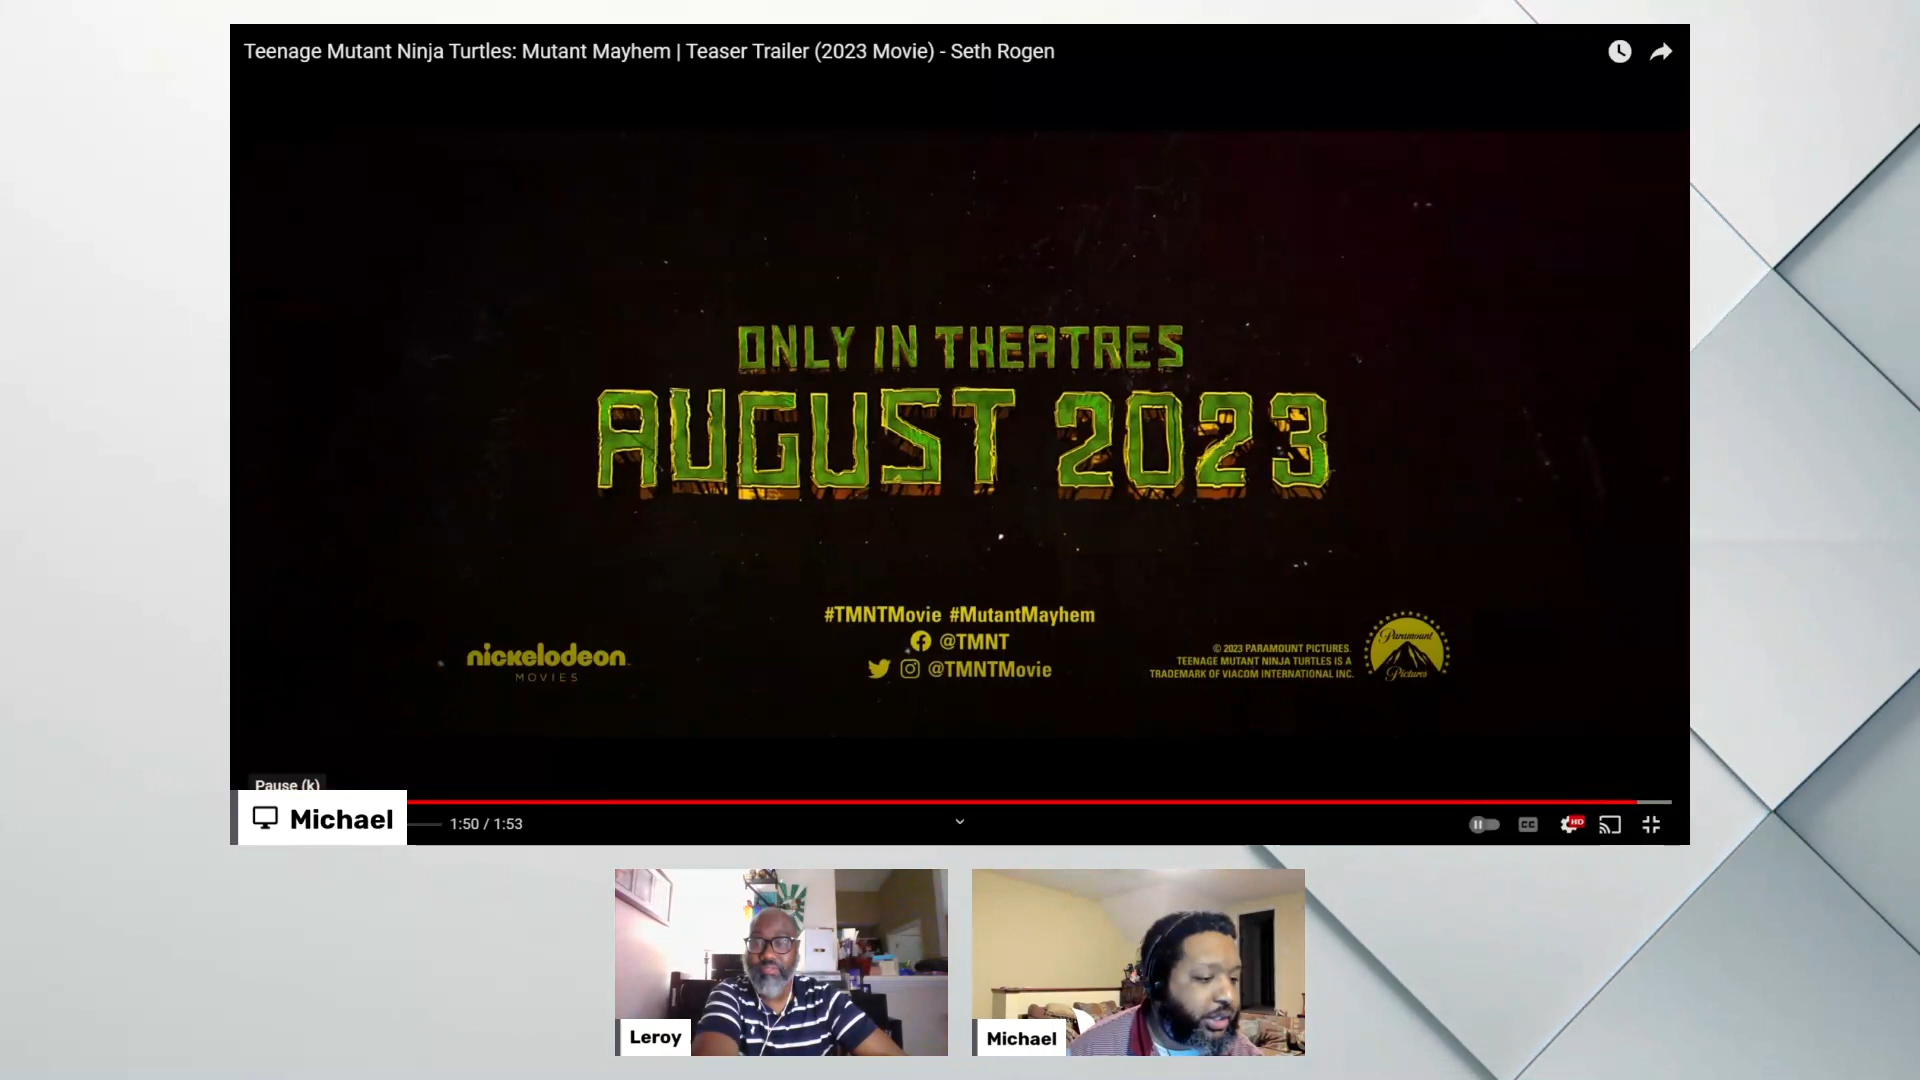 Teenage Mutant Ninja Turtles: Mutant Mayhem | Teaser Trailer (2023 Movie) - Seth Rogen
ONLY IN THEATRES
AUGUST 2023
#TMNTMovie #MutantMayhem
@TMNT
@TMNTMovie
nickelodeon
MOVIES
© 2023 PARAMOUNT PICTURES.
TEENAGE MUTANT NINJA TURTLES IS A
TRADEMARK OF VIACOM INTERNATIONAL INC.
Paramount
Pictures
Pause (k)
Michael
1:50 / 1:53
CC
HD
Leroy
Michael